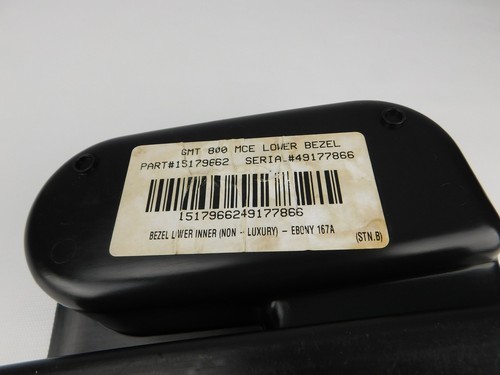 GMT 800 MCE LOWER BEZEL
PART#15179662 SERIAL#49177866
1517966249177866
BEZEL LOWER INNER (NON - LUXURY) - EBONY 167A (STN.B)